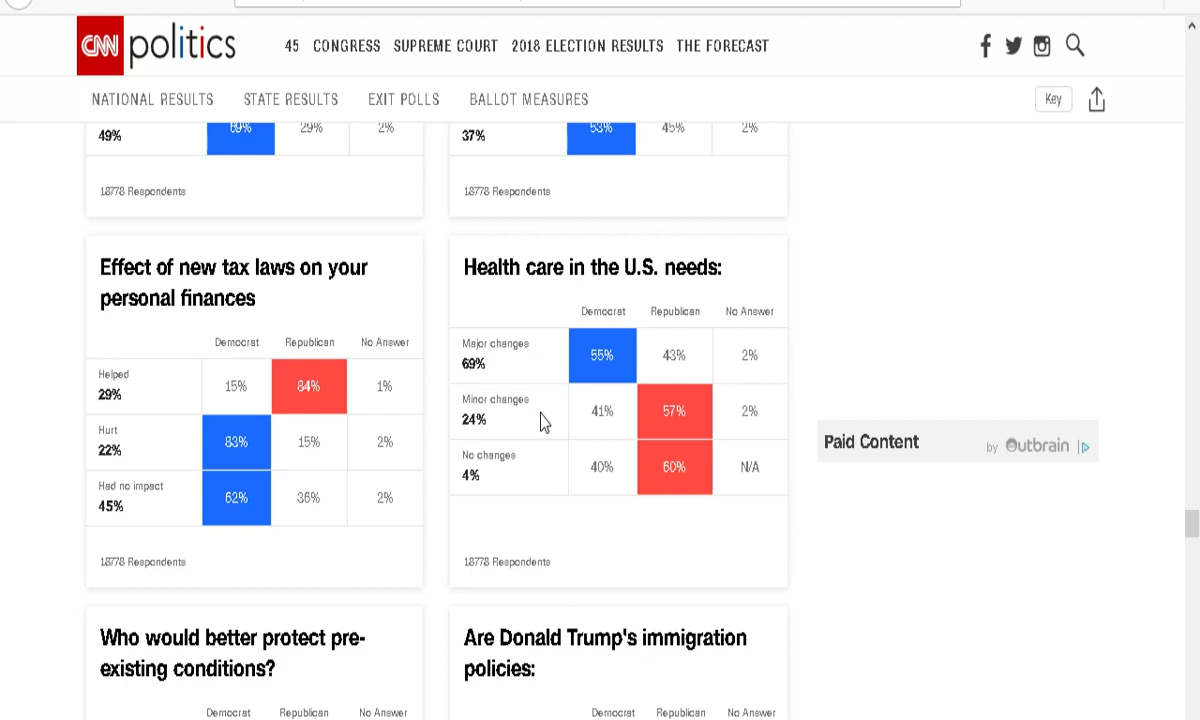 CNN politics 45 CONGRESS SUPREME COURT 2018 ELECTION RESULTS THE FORECAST
NATIONAL RESULTS STATE RESULTS EXIT POLLS BALLOT MEASURES Key
49% 69% 29% 2%
18778 Respondents
37% 53% 45% 2%
18778 Respondents
Effect of new tax laws on your
personal finances
Democrat Republican No Answer
Helped
29% 15% 84% 1%
Hurt
22% 83% 15% 2%
Had no impact
45% 62% 36% 2%
18778 Respondents
Health care in the U.S. needs:
Democrat Republican No Answer
Major changes
69% 55% 43% 2%
Minor changes
24% 41% 57% 2%
No changes
4% 40% 60% N/A
18778 Respondents
Paid Content by Outbrain
Who would better protect pre-
existing conditions?
Democrat Republican No Answer
Are Donald Trump's immigration
policies:
Democrat Republican No Answer